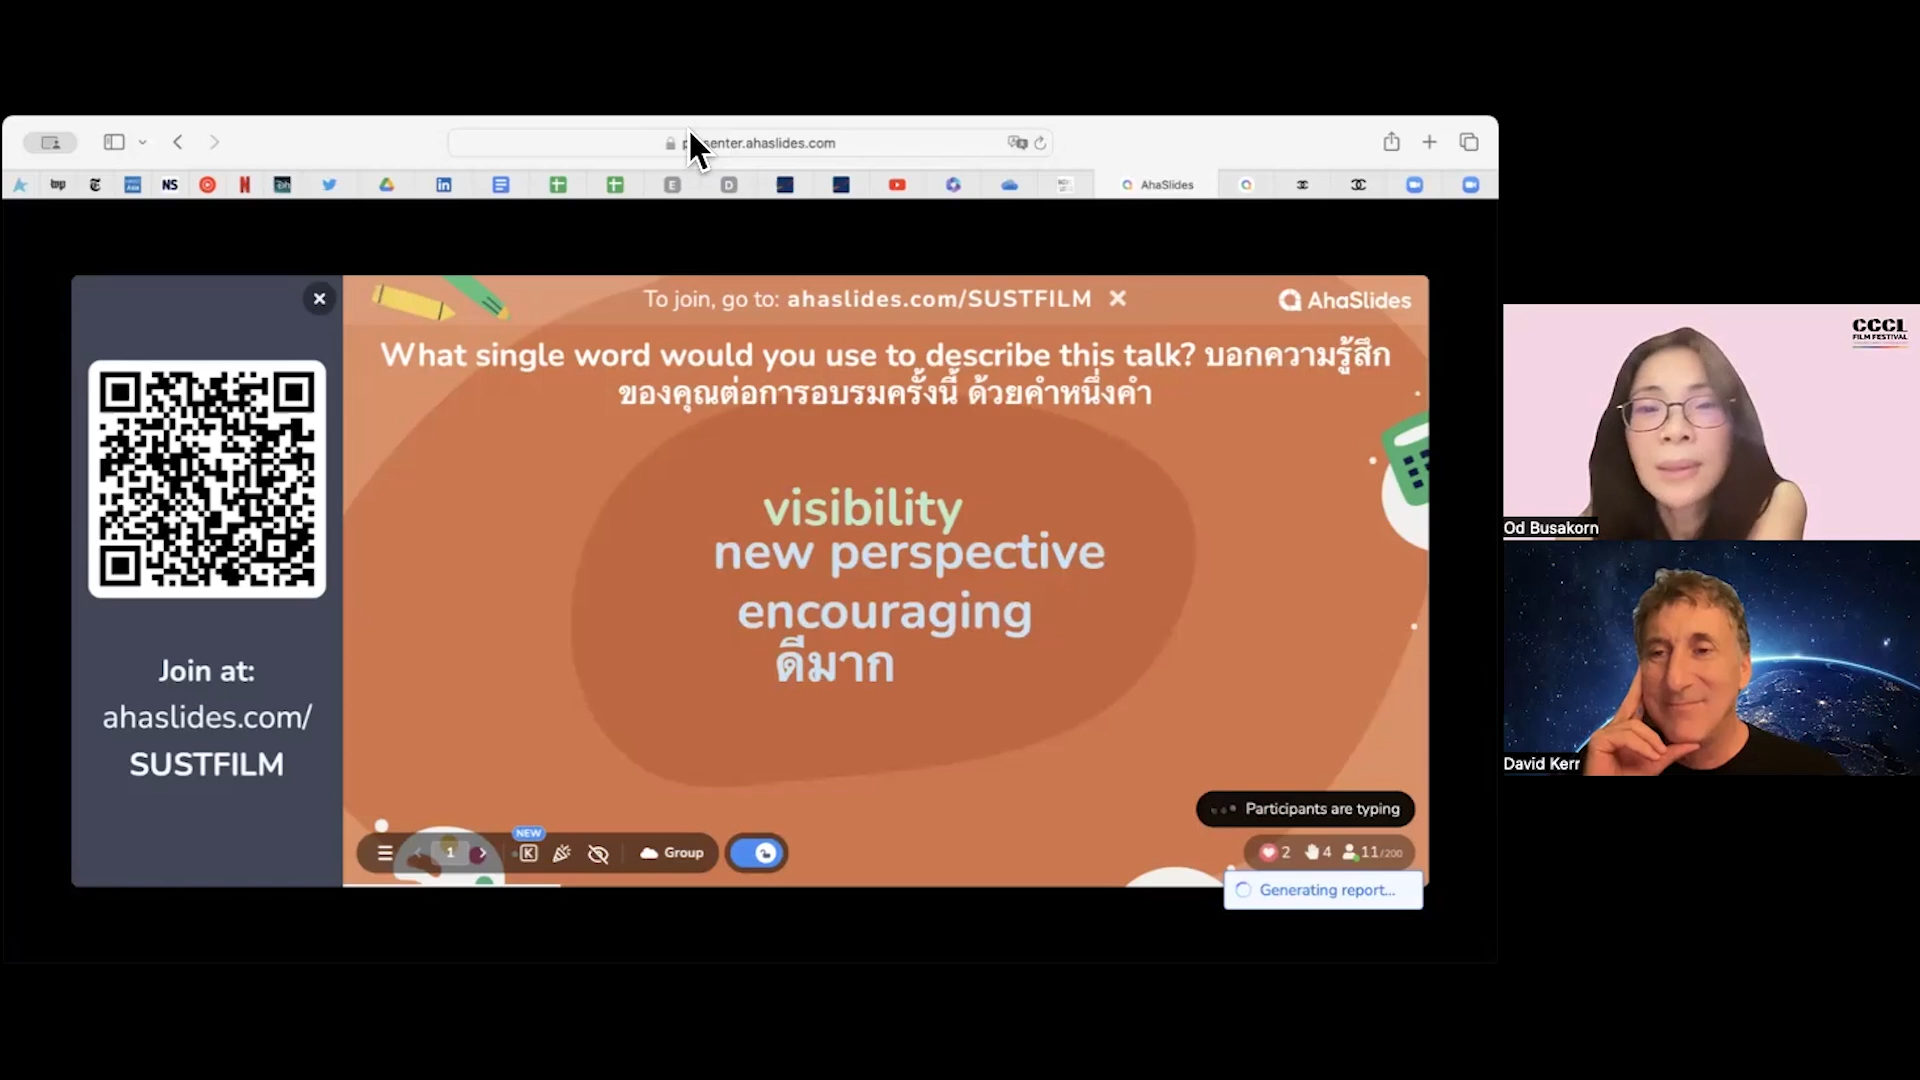 presenter.ahaslides.com
NS
AhaSlides
To join, go to: ahaslides.com/SUSTFILM
AhaSlides
What single word would you use to describe this talk? บอกความรู้สึก
ของคุณต่อการอบรมครั้งนี้ ด้วยคำหนึ่งคำ
visibility
new perspective
encouraging
ดีมาก
Join at:
ahaslides.com/
SUSTFILM
Participants are typing
NEW
1
K
Group
2
4
11/200
Generating report...
CCCL
FILM FESTIVAL
Od Busakorn
David Kerr